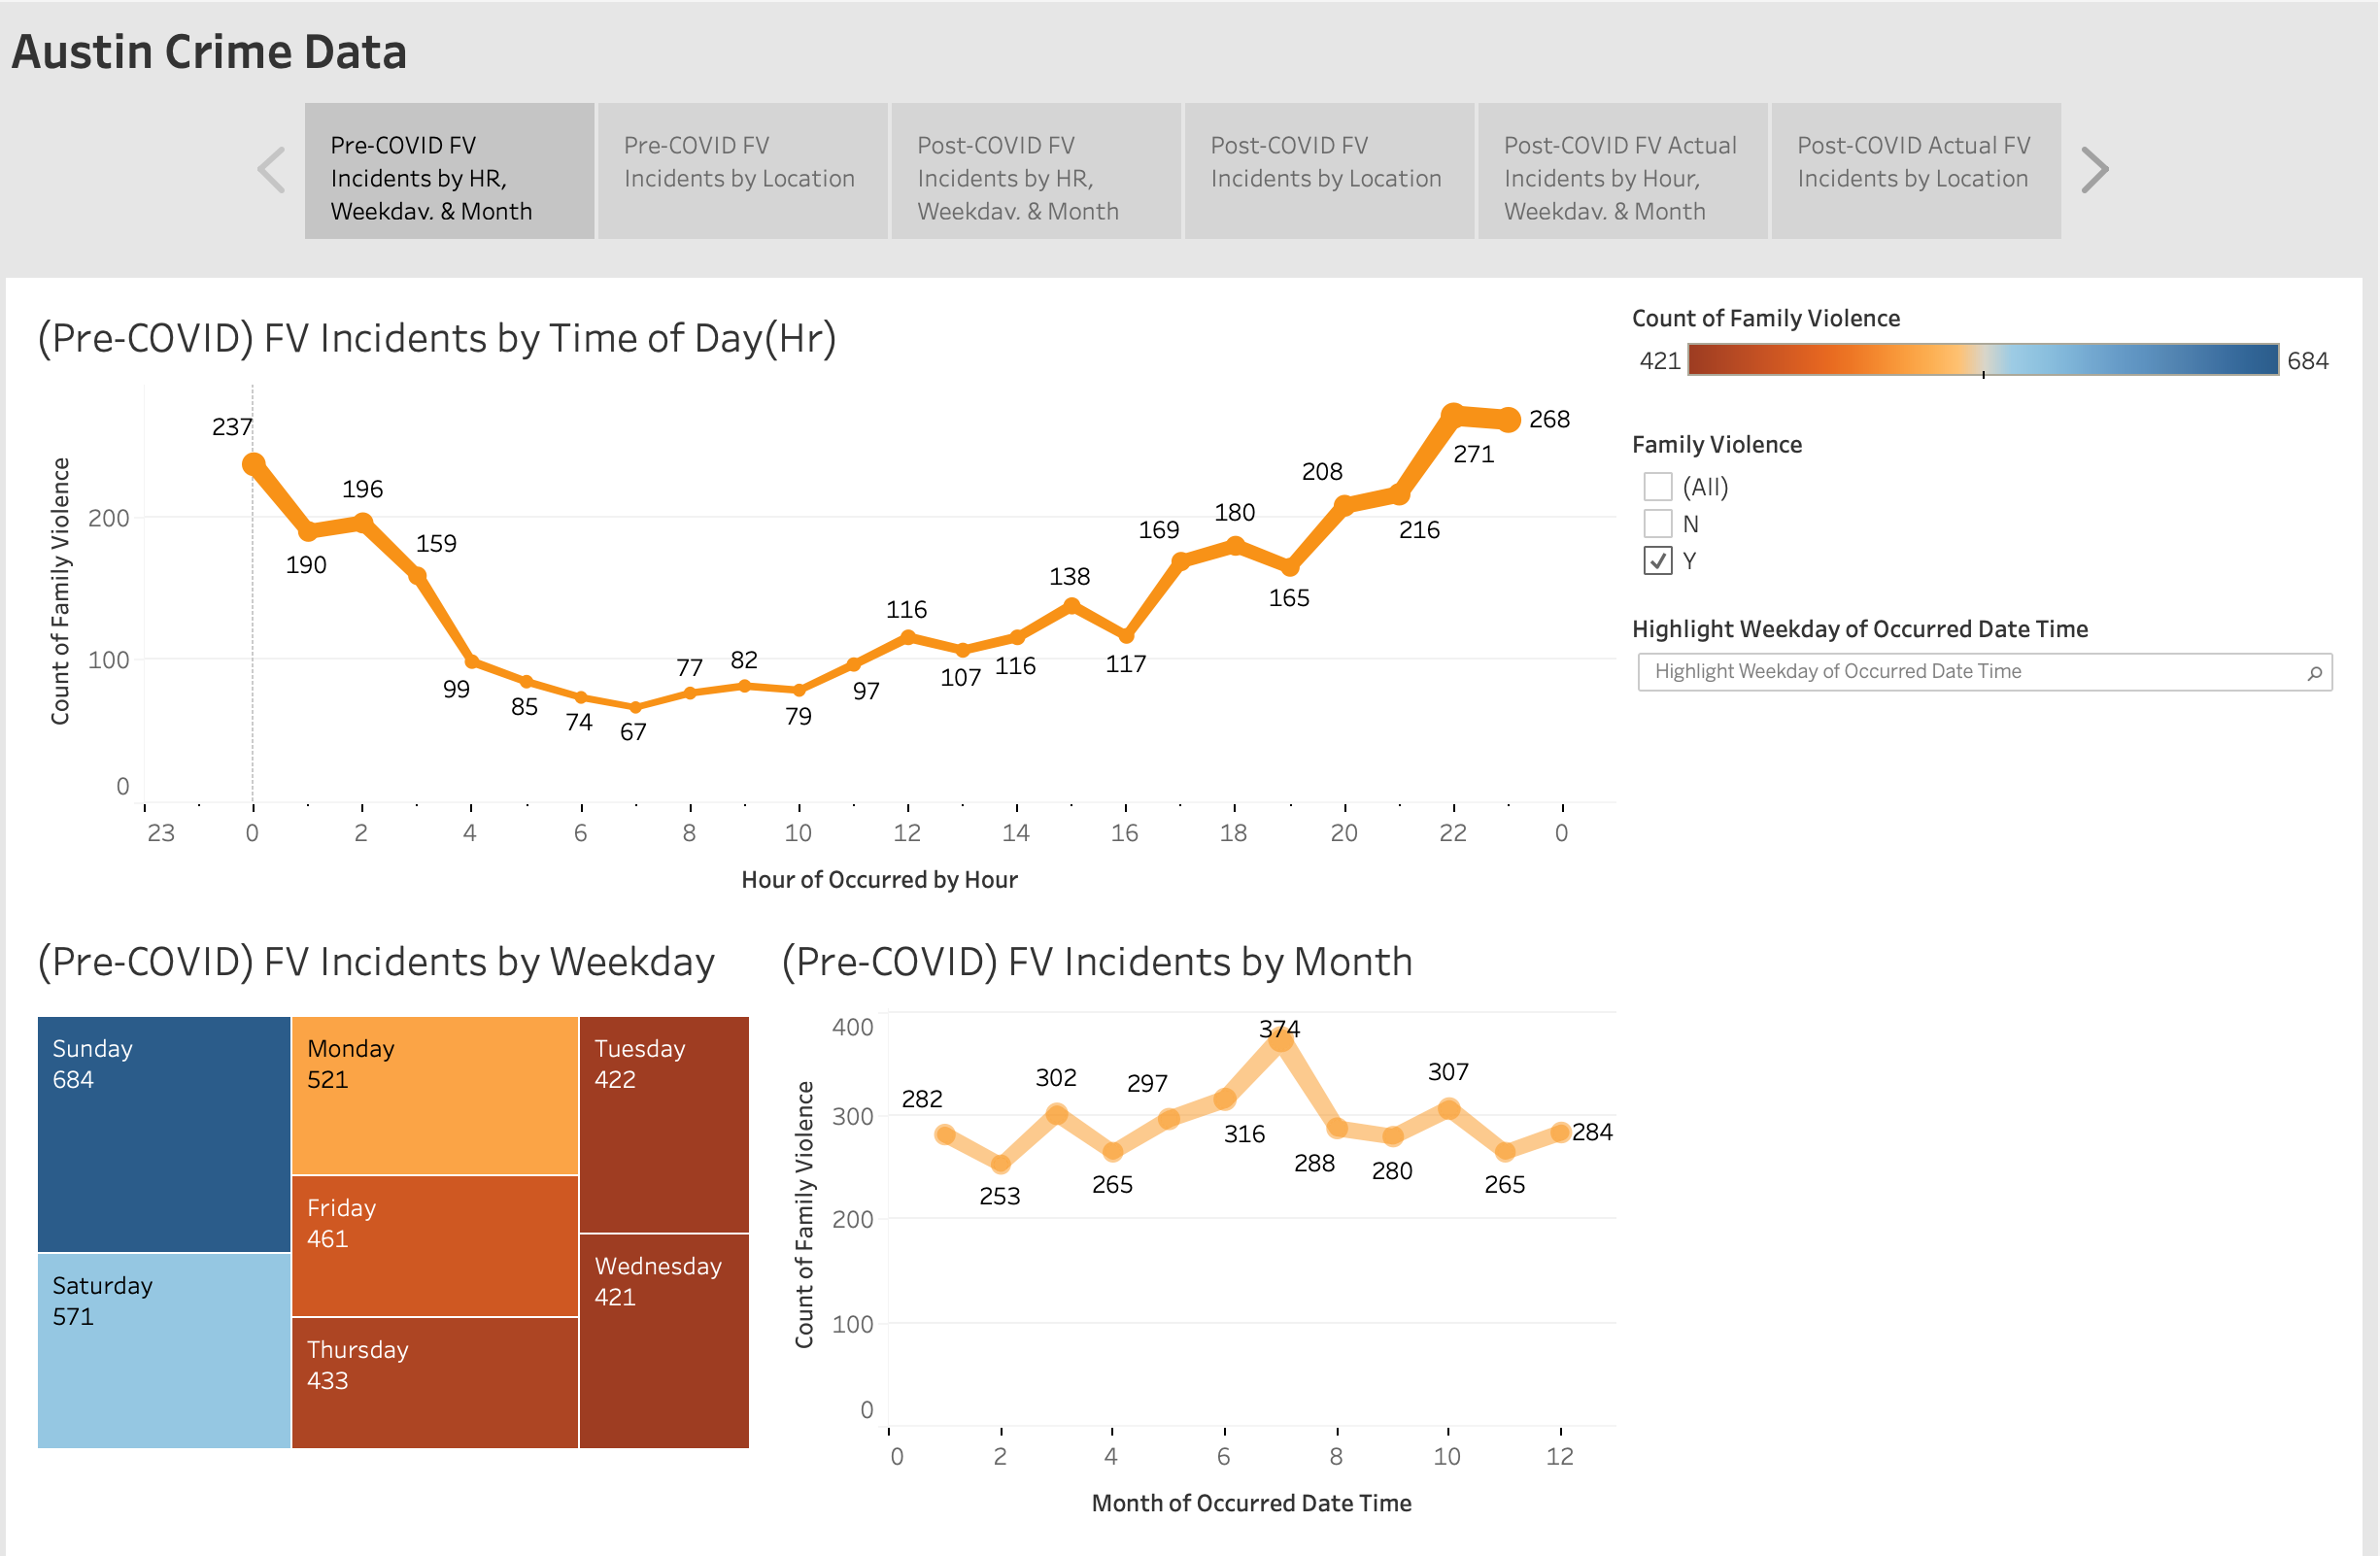 Austin Crime Data
Pre-COVID FV
Incidents by HR,
Weekday, & Month
Pre-COVID FV
Incidents by Location
Post-COVID FV
Incidents by HR,
Weekday, & Month
Post-COVID FV
Incidents by Location
Post-COVID FV Actual
Incidents by Hour,
Weekday, & Month
Post-COVID Actual FV
Incidents by Location
(Pre-COVID) FV Incidents by Time of Day(Hr)
Count of Family Violence
200
100
0
237
190
196
159
99
85
74
67
77
82
79
97
116
107
116
138
117
169
180
165
208
216
271
268
23 0 2 4 6 8 10 12 14 16 18 20 22 0
Hour of Occurred by Hour
Count of Family Violence
421 684
Family Violence
(All)
N
Y
Highlight Weekday of Occurred Date Time
Highlight Weekday of Occurred Date Time
(Pre-COVID) FV Incidents by Weekday
Sunday
684
Saturday
571
Monday
521
Friday
461
Thursday
433
Tuesday
422
Wednesday
421
(Pre-COVID) FV Incidents by Month
Count of Family Violence
400
300
200
100
0
282
253
302
265
297
316
374
288
280
307
265
284
0 2 4 6 8 10 12
Month of Occurred Date Time